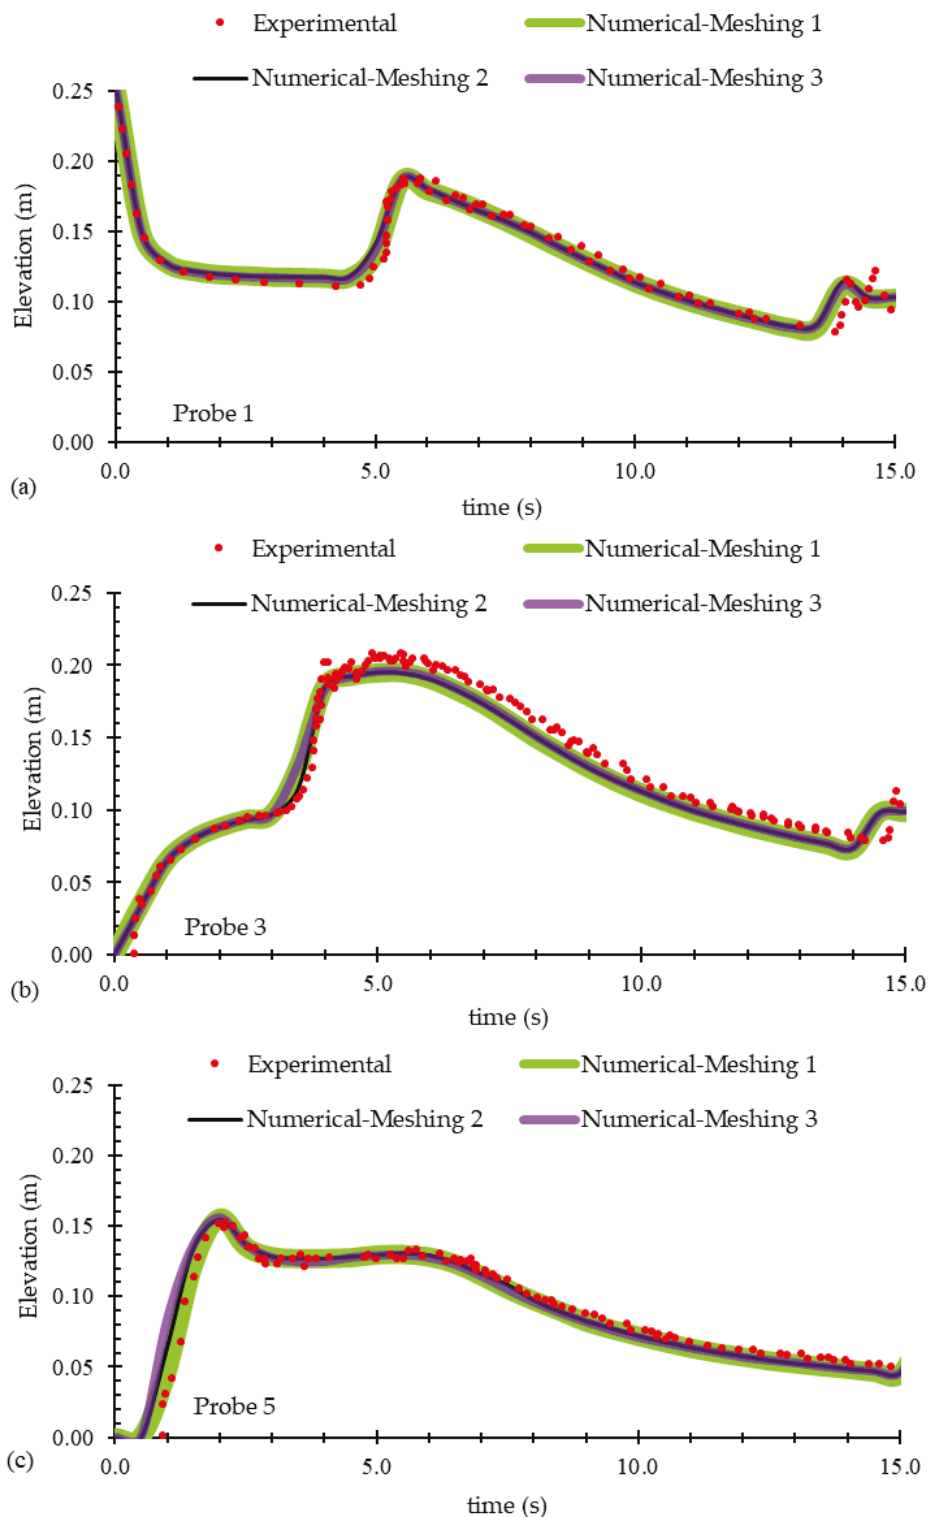 Experimental Numerical-Meshing 1
Numerical-Meshing 2 Numerical-Meshing 3
0.25
0.20
0.15
0.10
0.05
0.00
Elevation (m)
Probe 1
0.0 5.0 10.0 15.0
(a)
time (s)
Experimental Numerical-Meshing 1
Numerical-Meshing 2 Numerical-Meshing 3
0.25
0.20
0.15
0.10
0.05
0.00
Elevation (m)
Probe 3
0.0 5.0 10.0 15.0
(b)
time (s)
Experimental Numerical-Meshing 1
Numerical-Meshing 2 Numerical-Meshing 3
0.25
0.20
0.15
0.10
0.05
0.00
Elevation (m)
Probe 5
(c)
0.0 5.0 10.0 15.0
time (s)